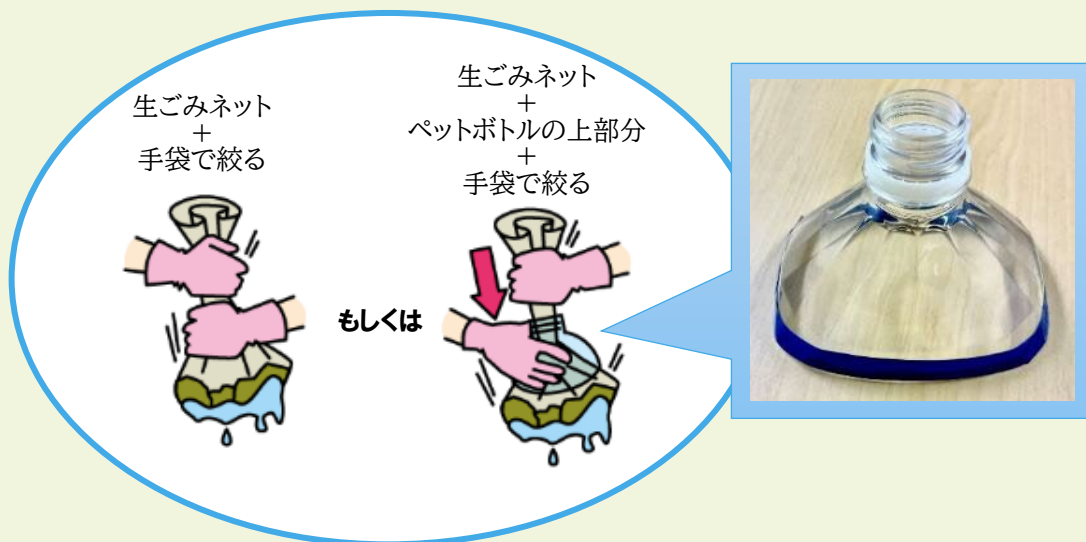 生ごみネット
+
手袋で絞る
もしくは
生ごみネット
+
ペットボトルの上部分
+
手袋で絞る